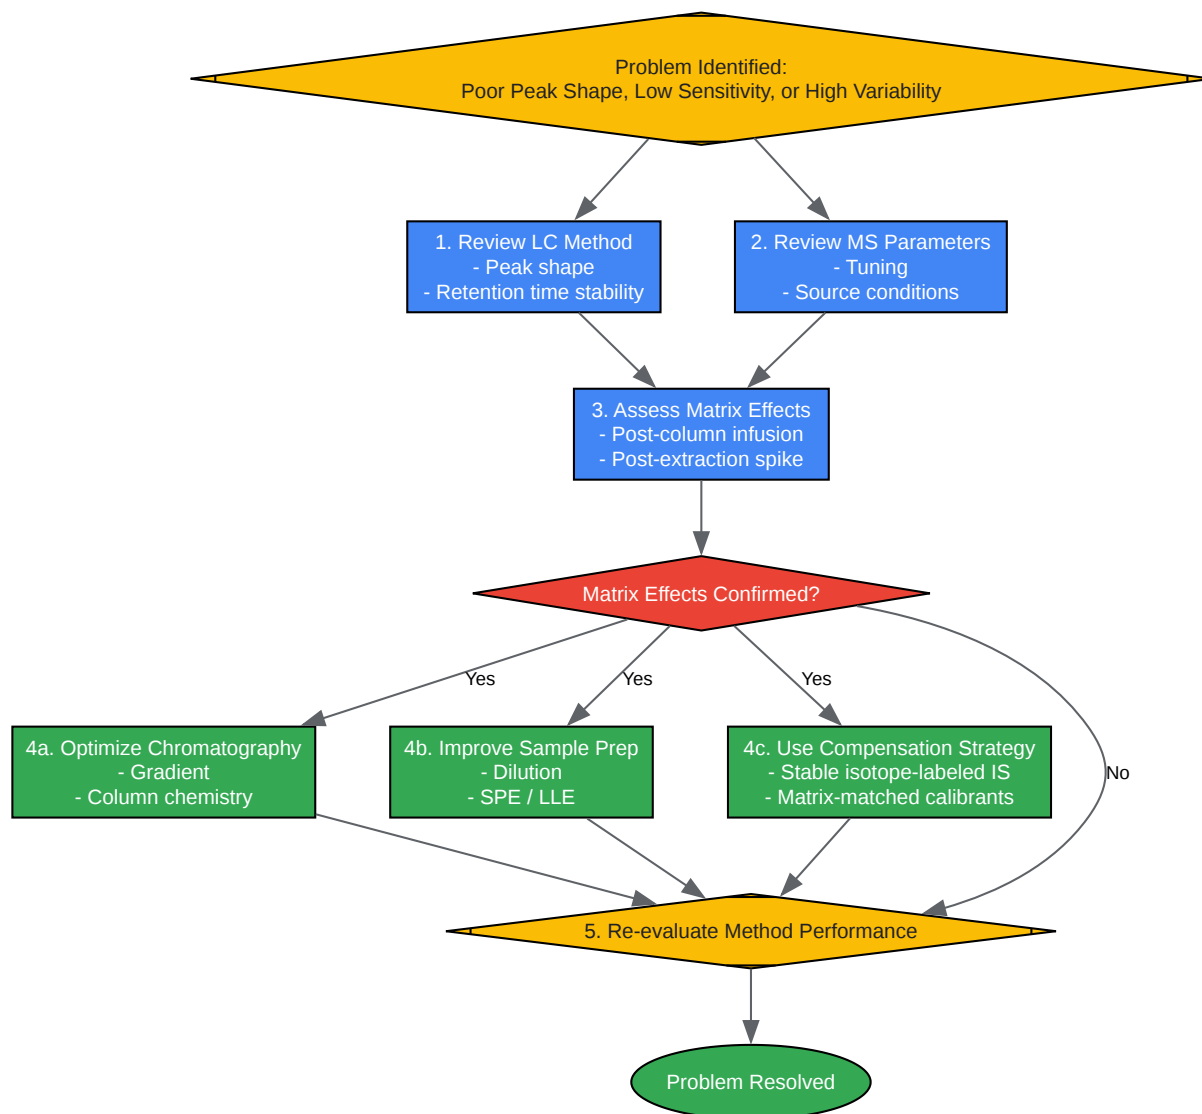 Problem Identified:
Poor Peak Shape, Low Sensitivity, or High Variability
1. Review LC Method
- Peak shape
- Retention time stability
2. Review MS Parameters
- Tuning
- Source conditions
3. Assess Matrix Effects
- Post-column infusion
- Post-extraction spike
Matrix Effects Confirmed?
Yes
Yes
Yes
No
4a. Optimize Chromatography
- Gradient
- Column chemistry
4b. Improve Sample Prep
- Dilution
- SPE / LLE
4c. Use Compensation Strategy
- Stable isotope-labeled IS
- Matrix-matched calibrants
5. Re-evaluate Method Performance
Problem Resolved